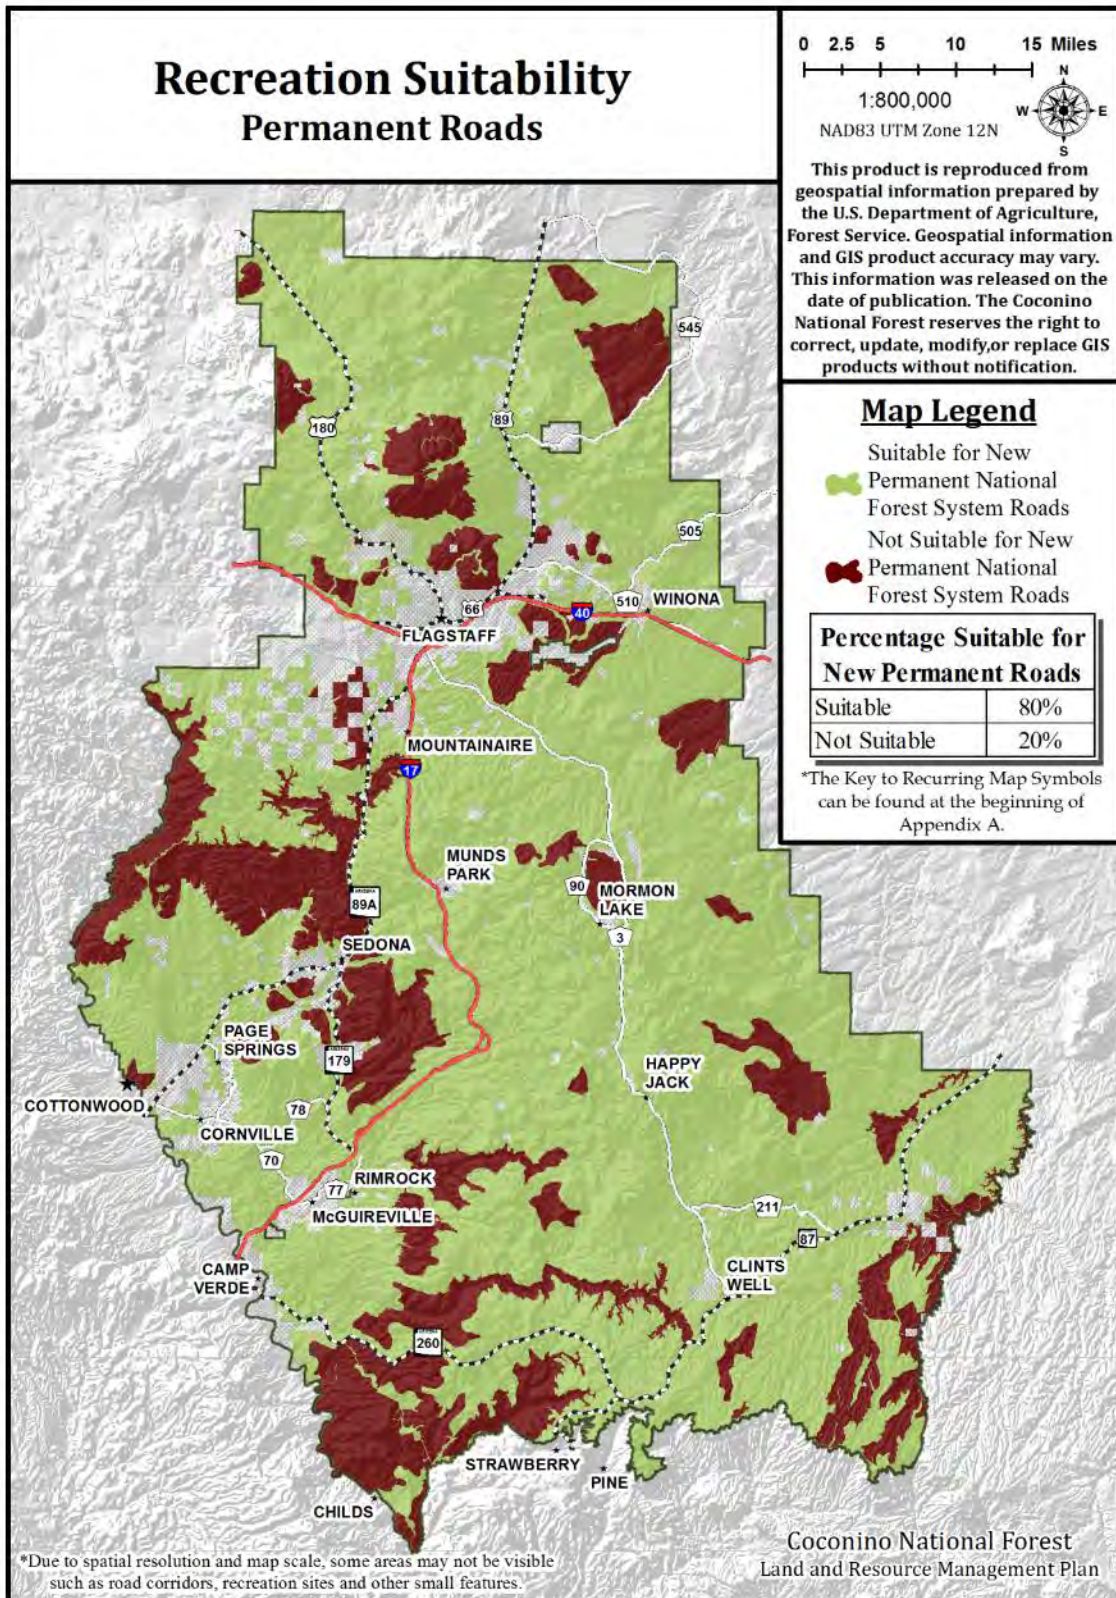 Recreation Suitability
Permanent Roads
0 2.5 5 10 15 Miles
1:800,000
NAD83 UTM Zone 12N
N
W
E
S
This product is reproduced from
geospatial information prepared by
the U.S. Department of Agriculture,
Forest Service. Geospatial information
and GIS product accuracy may vary.
This information was released on the
date of publication. The Coconino
National Forest reserves the right to
correct, update, modify,or replace GIS
products without notification.
Map Legend
Suitable for New
Permanent National
Forest System Roads
Not Suitable for New
Permanent National
Forest System Roads
Percentage Suitable for
New Permanent Roads
Suitable 80%
Not Suitable 20%
*The Key to Recurring Map Symbols
can be found at the beginning of
Appendix A.
545
180
89
505
510
WINONA
66
40
FLAGSTAFF
MOUNTAINAIRE
17
MUNDS
PARK
90
MORMON
LAKE
89A
3
SEDONA
PAGE
SPRINGS
179
HAPPY
JACK
COTTONWOOD
78
CORNVILLE
70
RIMROCK
77
McGUIREVILLE
211
87
CAMP
VERDE
CLINTS
WELL
260
STRAWBERRY
PINE
CHILDS
*Due to spatial resolution and map scale, some areas may not be visible
such as road corridors, recreation sites and other small features.
Coconino National Forest
Land and Resource Management Plan